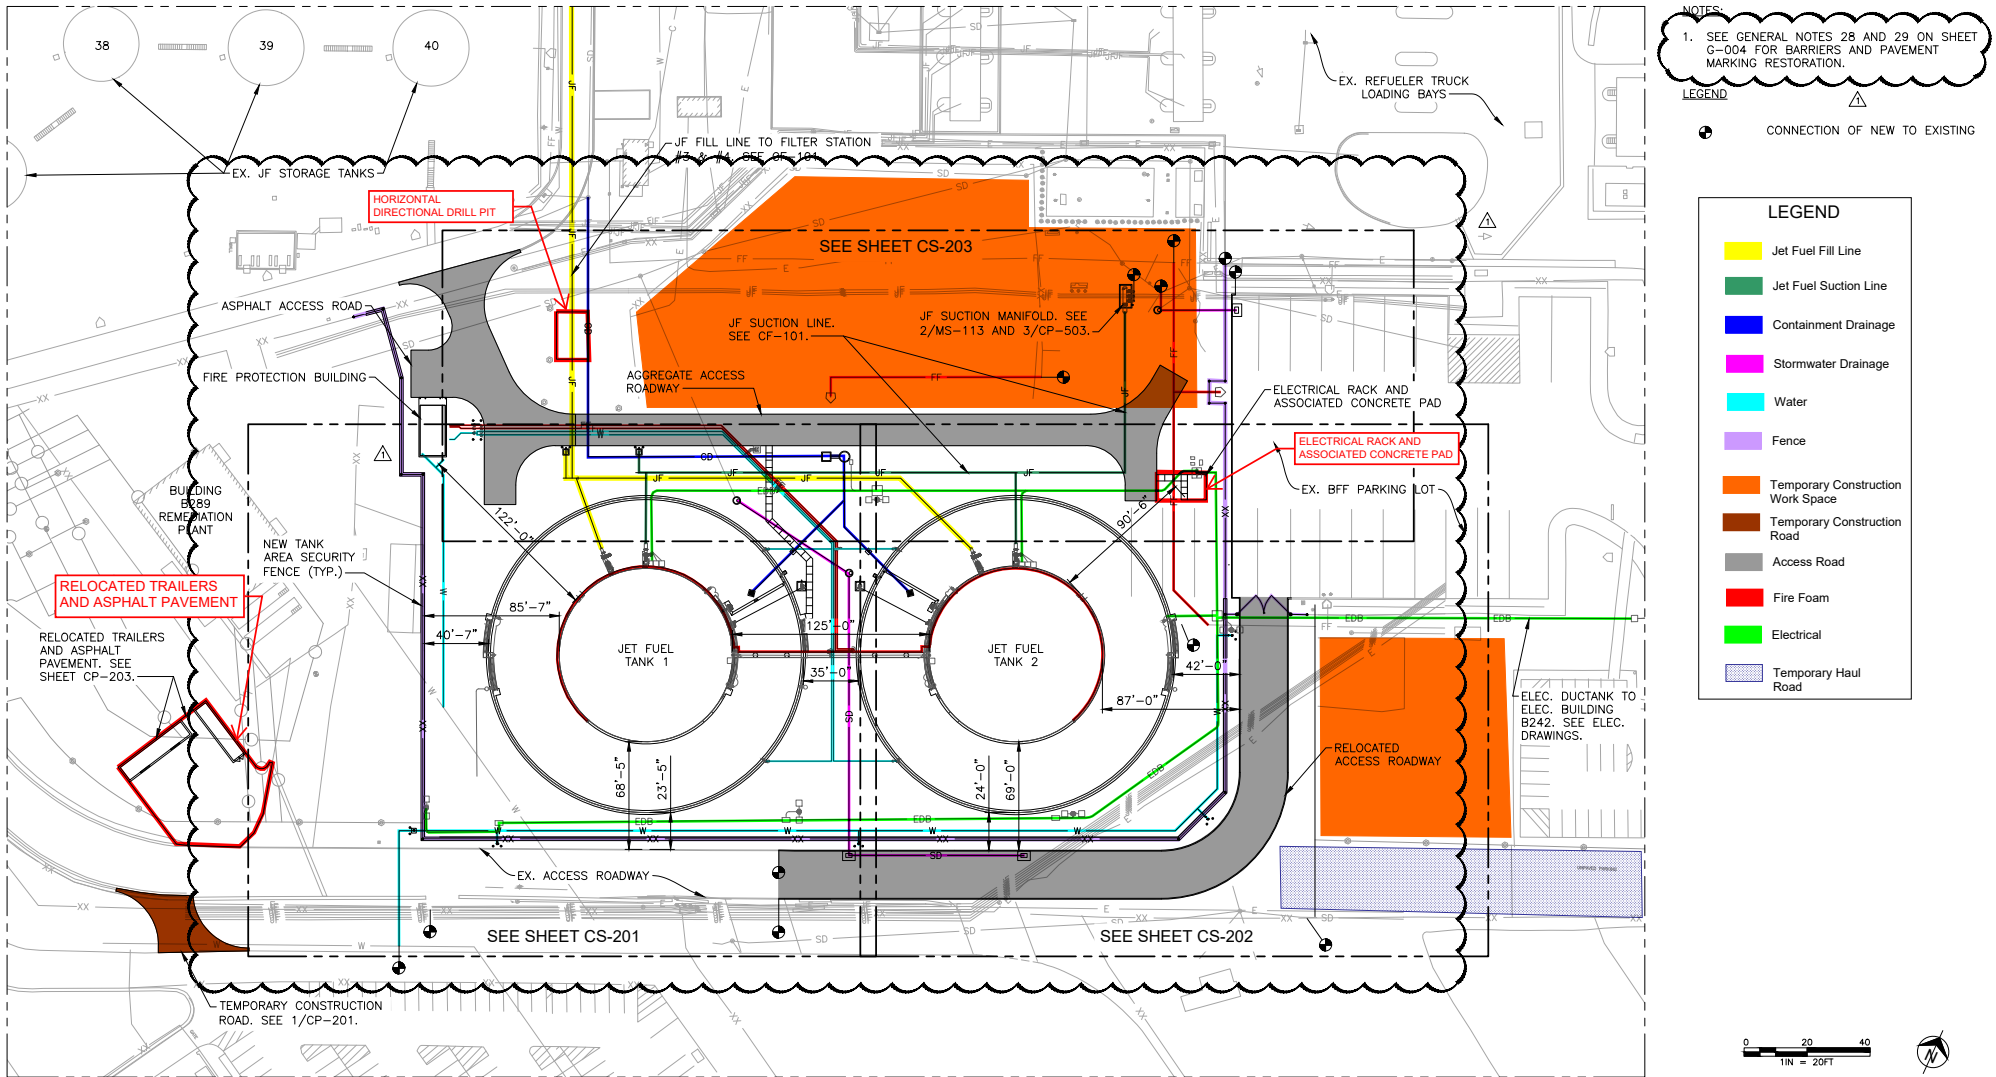 NOTES:
1. SEE GENERAL NOTES 28 AND 29 ON SHEET
G-004 FOR BARRIERS AND PAVEMENT
MARKING RESTORATION.
LEGEND
1
CONNECTION OF NEW TO EXISTING
LEGEND
Jet Fuel Fill Line
Jet Fuel Suction Line
Containment Drainage
Stormwater Drainage
Water
Fence
Temporary Construction
Work Space
Temporary Construction
Road
Access Road
Fire Foam
Electrical
Temporary Haul
Road
38
39
40
EX. REFUELER TRUCK
LOADING BAYS
JF FILL LINE TO FILTER STATION
#3 & #4. SEE CF-101.
EX. JF STORAGE TANKS
HORIZONTAL
DIRECTIONAL DRILL PIT
SEE SHEET CS-203
1
ASPHALT ACCESS ROAD
JF SUCTION LINE.
SEE CF-101.
JF SUCTION MANIFOLD. SEE
2/MS-113 AND 3/CP-503.
FIRE PROTECTION BUILDING
AGGREGATE ACCESS
ROADWAY
ELECTRICAL RACK AND
ASSOCIATED CONCRETE PAD
ELECTRICAL RACK AND
ASSOCIATED CONCRETE PAD
1
EX. BFF PARKING LOT
BUILDING
B289
REMEDIATION
PLANT
122'-0"
90'-6"
NEW TANK
AREA SECURITY
FENCE (TYP.)
RELOCATED TRAILERS
AND ASPHALT PAVEMENT
85'-7"
40'-7"
125'-0"
35'-0"
RELOCATED TRAILERS
AND ASPHALT
PAVEMENT. SEE
SHEET CP-203.
JET FUEL
TANK 1
JET FUEL
TANK 2
42'-0"
87'-0"
ELEC. DUCTANK TO
ELEC. BUILDING
B242. SEE ELEC.
DRAWINGS.
RELOCATED
ACCESS ROADWAY
68'-5"
23'-5"
24'-0"
69'-0"
EX. ACCESS ROADWAY
SEE SHEET CS-201
SEE SHEET CS-202
TEMPORARY CONSTRUCTION
ROAD. SEE 1/CP-201.
0 20 40
1IN = 20FT
N